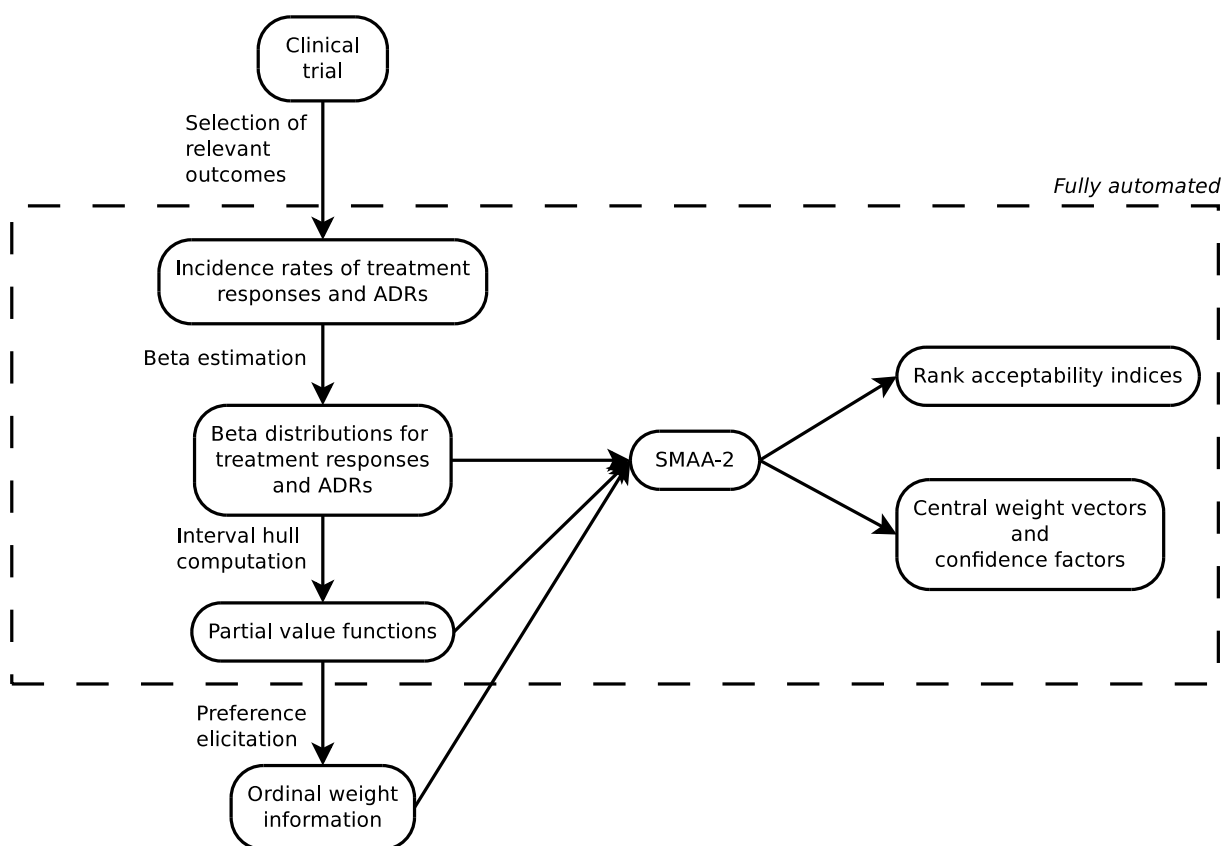 Clinical
trial
Selection of
relevant
outcomes
Fully automated
Incidence rates of treatment
responses and ADRs
Beta estimation
Beta distributions for
treatment responses
and ADRs
Interval hull
computation
Partial value functions
Preference
elicitation
Ordinal weight
information
SMAA-2
Rank acceptability indices
Central weight vectors
and
confidence factors